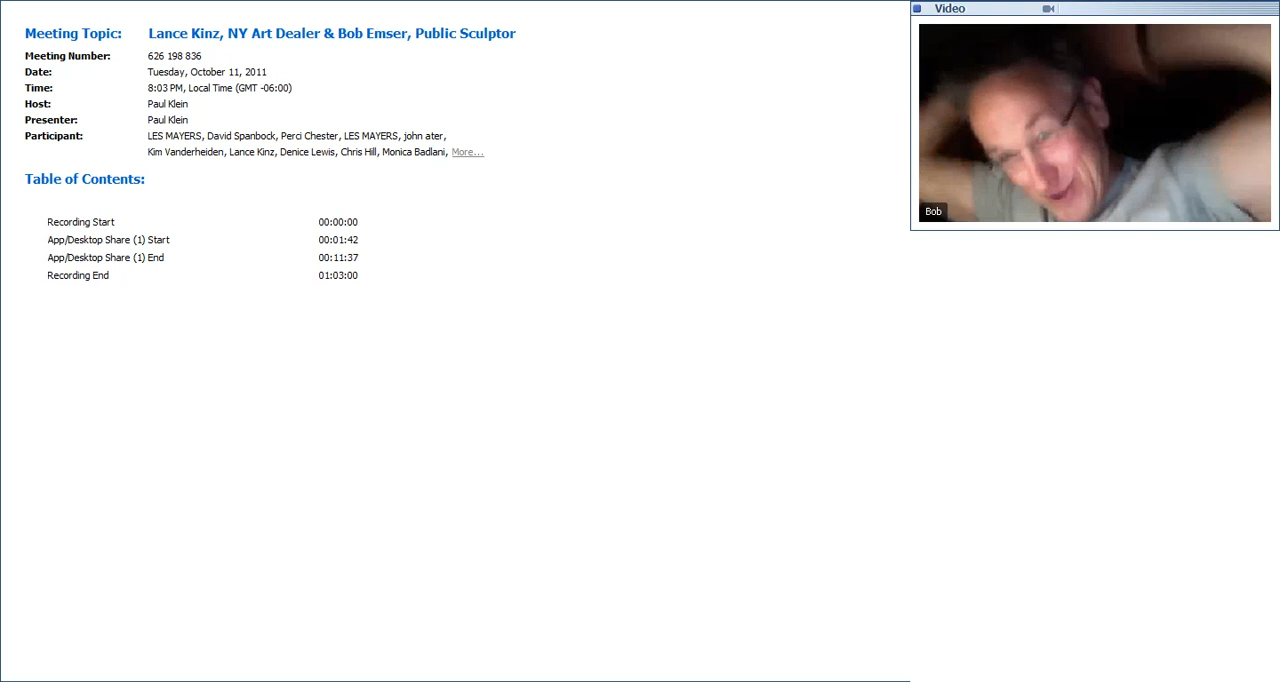 Meeting Topic: Lance Kinz, NY Art Dealer & Bob Emser, Public Sculptor
Meeting Number: 626 198 836
Date: Tuesday, October 11, 2011
Time: 8:03 PM, Local Time (GMT -06:00)
Host: Paul Klein
Presenter: Paul Klein
Participant: LES MAYERS, David Spanbock, Perci Chester, LES MAYERS, john ater,
Kim Vanderheiden, Lance Kinz, Denice Lewis, Chris Hill, Monica Badlani, More...
Table of Contents:
Recording Start 00:00:00
App/Desktop Share (1) Start 00:01:42
App/Desktop Share (1) End 00:11:37
Recording End 01:03:00
Video
Bob